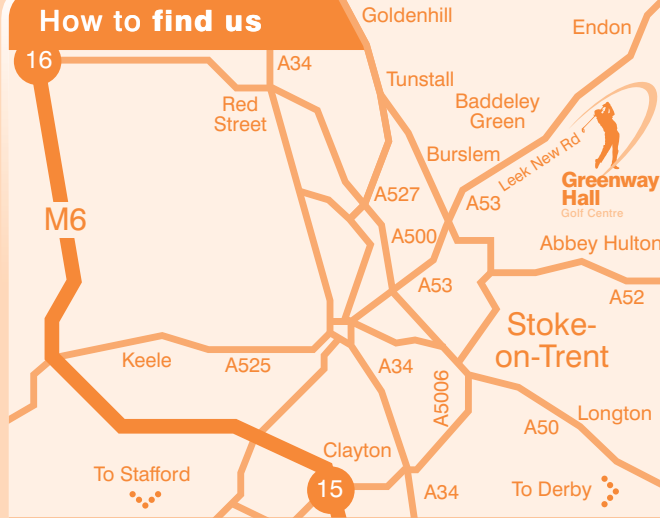 How to find us
Goldenhill
Endon
16
A34
Tunstall
Red
Street
Baddeley
Green
Burslem
Leek New Rd
Greenway
Hall
Golf Centre
A527
A53
M6
A500
Abbey Hulton
A53
A52
Stoke-
on-Trent
Keele
A525
A34
A5006
Longton
A50
Clayton
To Stafford
15
A34
To Derby